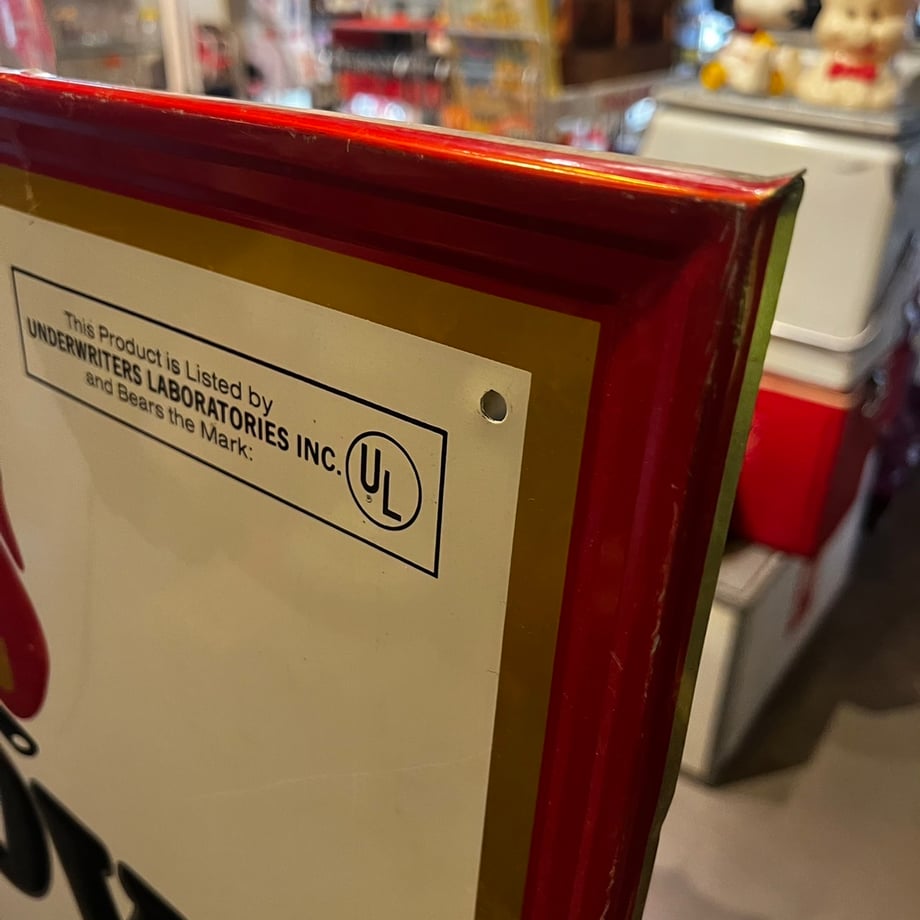 This Product is Listed by
UNDERWRITERS LABORATORIES INC.
and Bears the Mark:
UL
®